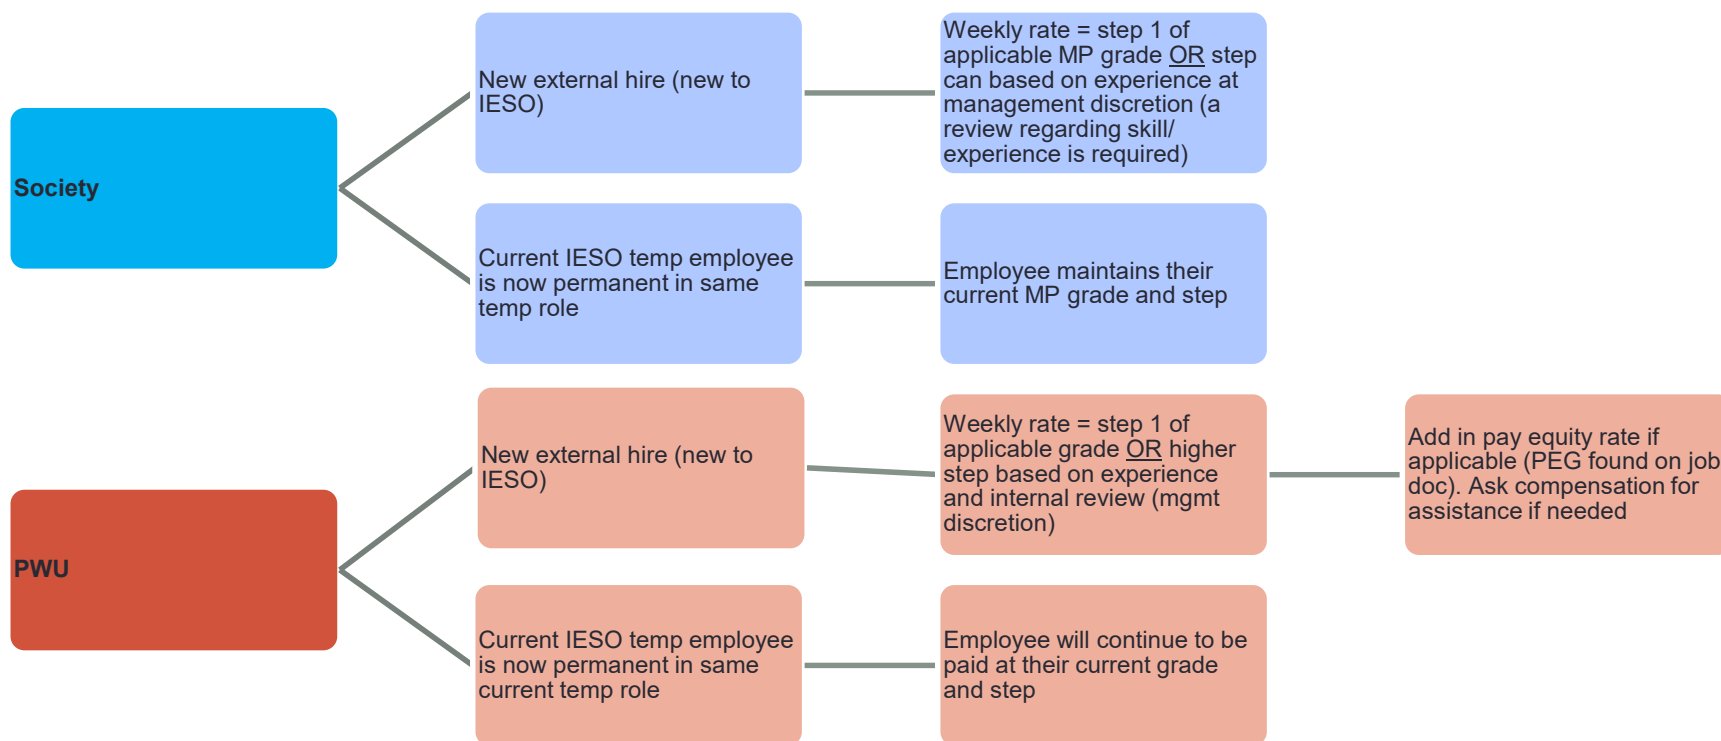 Society
New external hire (new to
IESO)
Weekly rate = step 1 of
applicable MP grade OR step
can based on experience at
management discretion (a
review regarding skill/
experience is required)
Current IESO temp employee
is now permanent in same
temp role
Employee maintains their
current MP grade and step
PWU
New external hire (new to
IESO)
Weekly rate = step 1 of
applicable grade OR higher
step based on experience
and internal review (mgmt
discretion)
Add in pay equity rate if
applicable (PEG found on job
doc). Ask compensation for
assistance if needed
Current IESO temp employee
is now permanent in same
current temp role
Employee will continue to be
paid at their current grade
and step